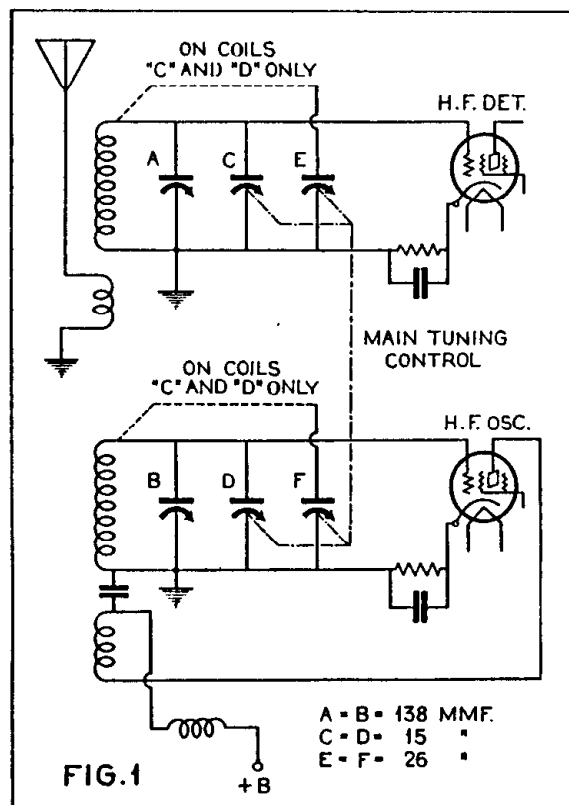 ON COILS
"C" AND "D" ONLY
H.F. DET.
A
C
E
MAIN TUNING
CONTROL
ON COILS
"C" AND "D" ONLY
H.F. OSC.
B
D
F
A = B = 138 MMF.
C = D = 15 "
E = F = 26 "
FIG.1
+B